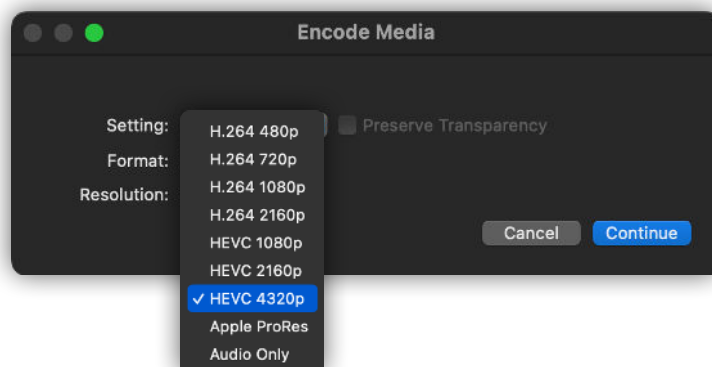 Encode Media
Setting:
Preserve Transparency
Format:
Resolution:
H.264 480p
H.264 720p
H.264 1080p
H.264 2160p
HEVC 1080p
HEVC 2160p
✓ HEVC 4320p
Apple ProRes
Audio Only
Cancel
Continue